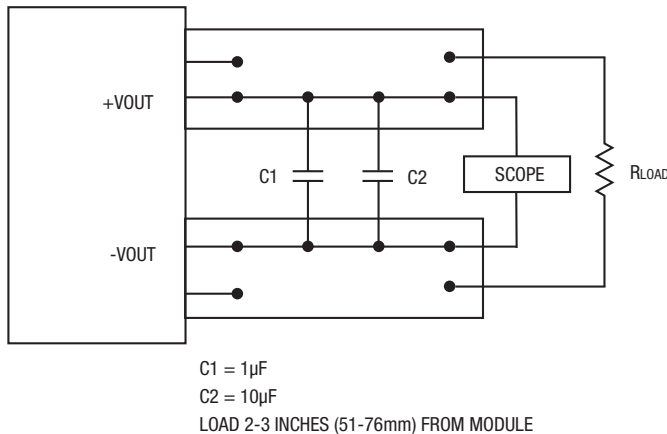 +VOUT
C1
C2
SCOPE
RLOAD
-VOUT
C1 = 1µF
C2 = 10µF
LOAD 2-3 INCHES (51-76mm) FROM MODULE